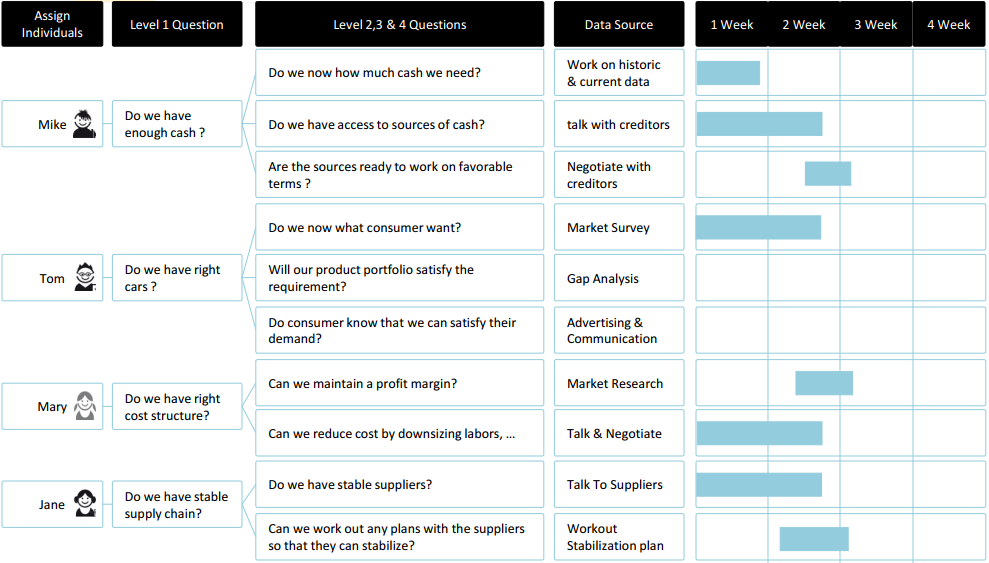 Assign
Individuals
Level 1 Question
Level 2,3 & 4 Questions
Data Source
1 Week
2 Week
3 Week
4 Week
Mike
Do we have
enough cash ?
Do we now how much cash we need?
Work on historic
& current data
Do we have access to sources of cash?
talk with creditors
Are the sources ready to work on favorable
terms ?
Negotiate with
creditors
Tom
Do we have right
cars ?
Do we now what consumer want?
Market Survey
Will our product portfolio satisfy the
requirement?
Gap Analysis
Do consumer know that we can satisfy their
demand?
Advertising &
Communication
Mary
Do we have right
cost structure?
Can we maintain a profit margin?
Market Research
Can we reduce cost by downsizing labors, ...
Talk & Negotiate
Jane
Do we have stable
supply chain?
Do we have stable suppliers?
Talk To Suppliers
Can we work out any plans with the suppliers
so that they can stabilize?
Workout
Stabilization plan